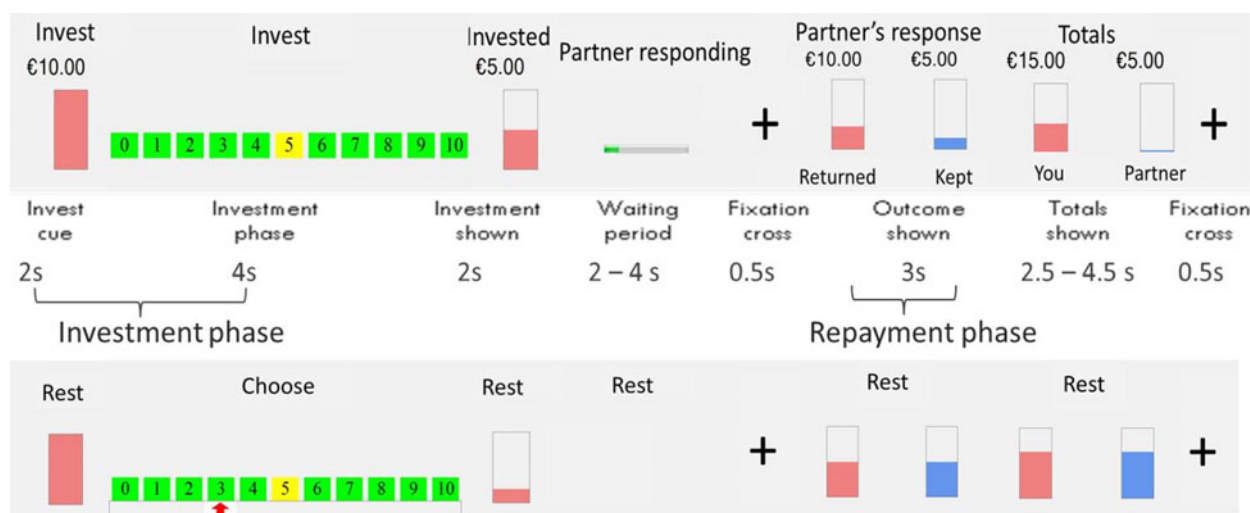 Invest Invest Invested Partner responding Partner's response Totals
€10.00 €5.00 €10.00 €5.00 €15.00 €5.00
0 1 2 3 4 5 6 7 8 9 10
Returned Kept You Partner
Invest cue Investment phase Investment shown Waiting period Fixation cross Outcome shown Totals shown Fixation cross
2s 4s 2s 2 – 4 s 0.5s 3s 2.5 – 4.5 s 0.5s
Investment phase Repayment phase
Rest Choose Rest Rest Rest Rest
0 1 2 3 4 5 6 7 8 9 10